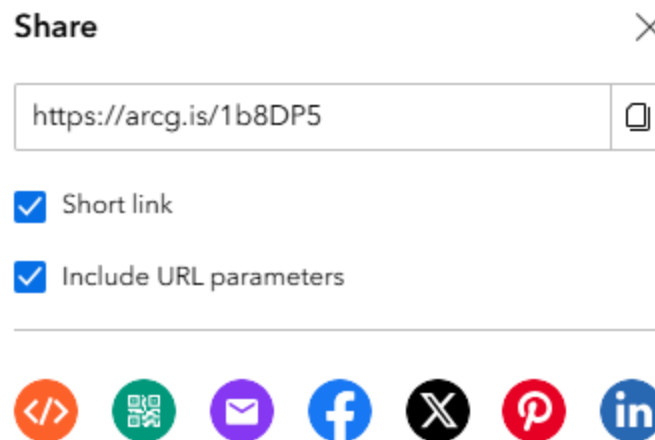 Share
https://arcg.is/1b8DP5
Short link
Include URL parameters